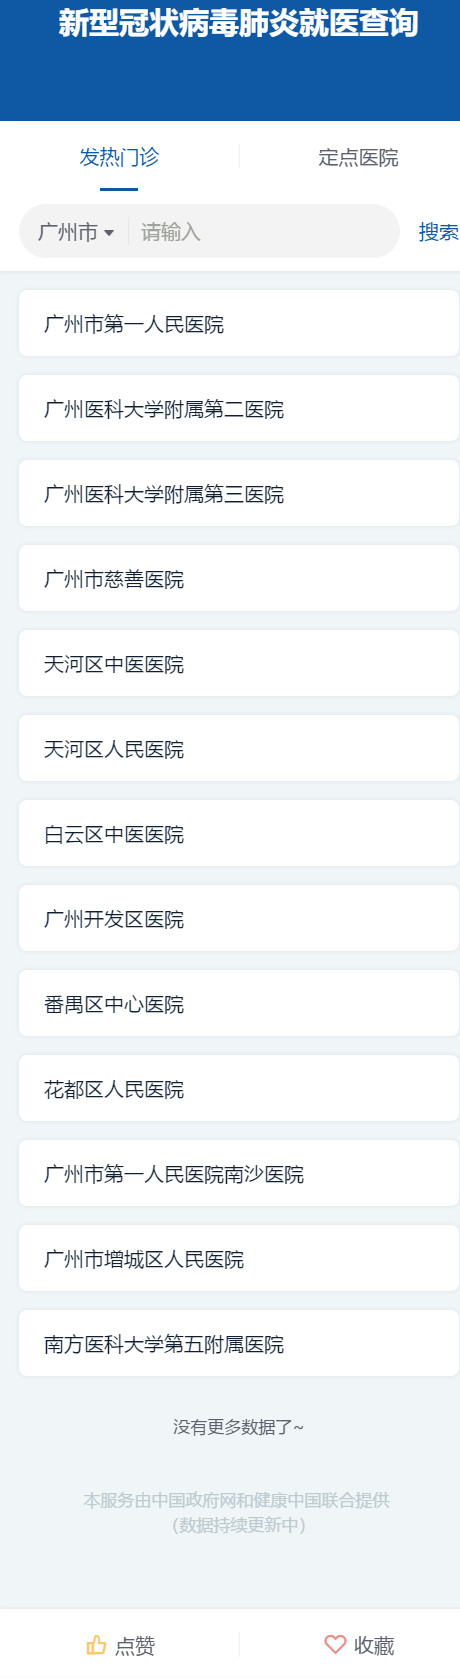 新型冠状病毒肺炎就医查询
发热门诊
定点医院
广州市 请输入 搜索
广州市第一人民医院
广州医科大学附属第二医院
广州医科大学附属第三医院
广州市慈善医院
天河区中医医院
天河区人民医院
白云区中医医院
广州开发区医院
番禺区中心医院
花都区人民医院
广州市第一人民医院南沙医院
广州市增城区人民医院
南方医科大学第五附属医院
没有更多数据了~
本服务由中国政府网和健康中国联合提供
（数据持续更新中）
点赞
收藏